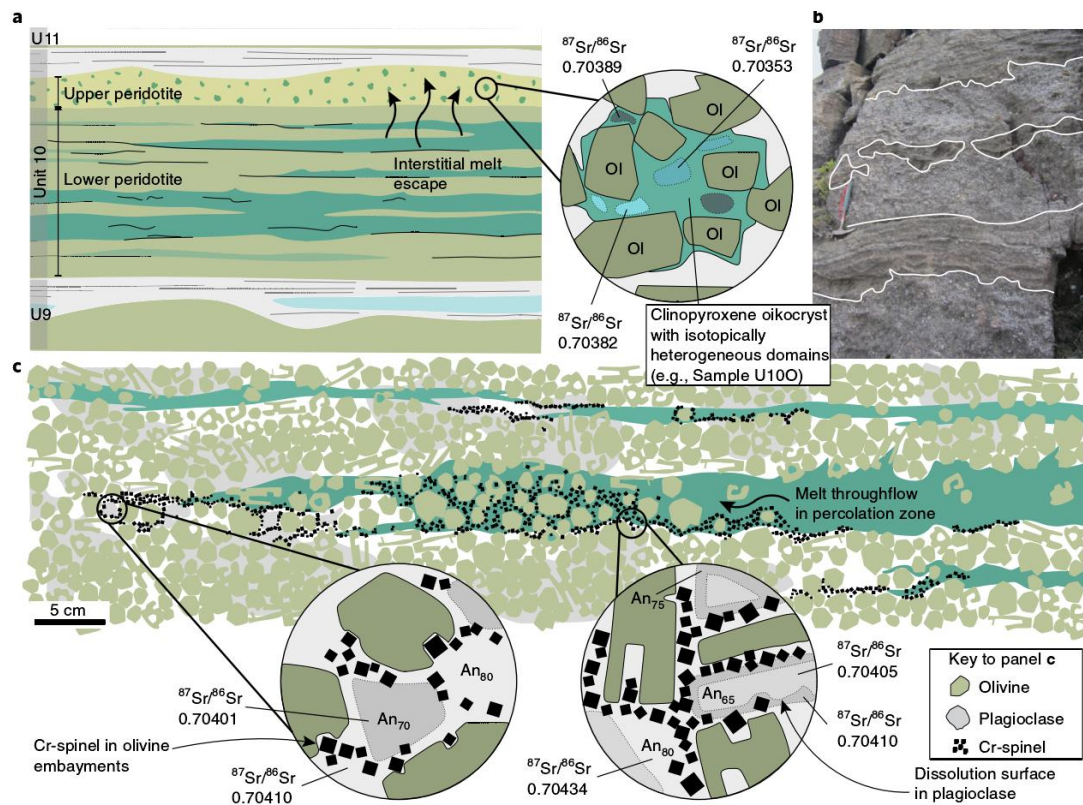 a
U11
Upper peridotite
Unit 10
Lower peridotite
U9
Interstitial melt
escape
⁸⁷Sr/⁸⁶Sr
0.70389
⁸⁷Sr/⁸⁶Sr
0.70353
Ol
Ol
Ol
Ol
Ol
Ol
⁸⁷Sr/⁸⁶Sr
0.70382
Clinopyroxene oikocryst
with isotopically
heterogeneous domains
(e.g., Sample U10O)
b
c
Melt throughflow
in percolation zone
5 cm
An₈₀
An₇₀
⁸⁷Sr/⁸⁶Sr
0.70401
Cr-spinel in olivine
embayments
⁸⁷Sr/⁸⁶Sr
0.70410
An₇₅
An₆₅
An₈₀
⁸⁷Sr/⁸⁶Sr
0.70434
⁸⁷Sr/⁸⁶Sr
0.70405
⁸⁷Sr/⁸⁶Sr
0.70410
Dissolution surface
in plagioclase
Key to panel c
Olivine
Plagioclase
Cr-spinel